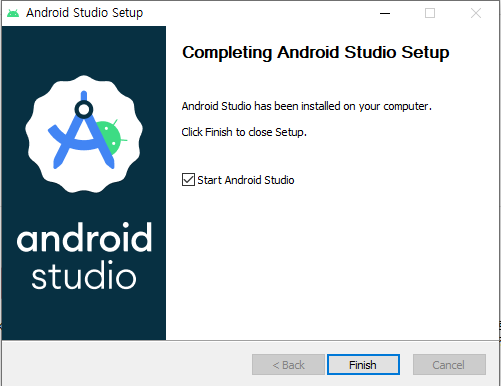 Android Studio Setup
Completing Android Studio Setup
Android Studio has been installed on your computer.
Click Finish to close Setup.
Start Android Studio
android
studio
< Back
Finish
Cancel